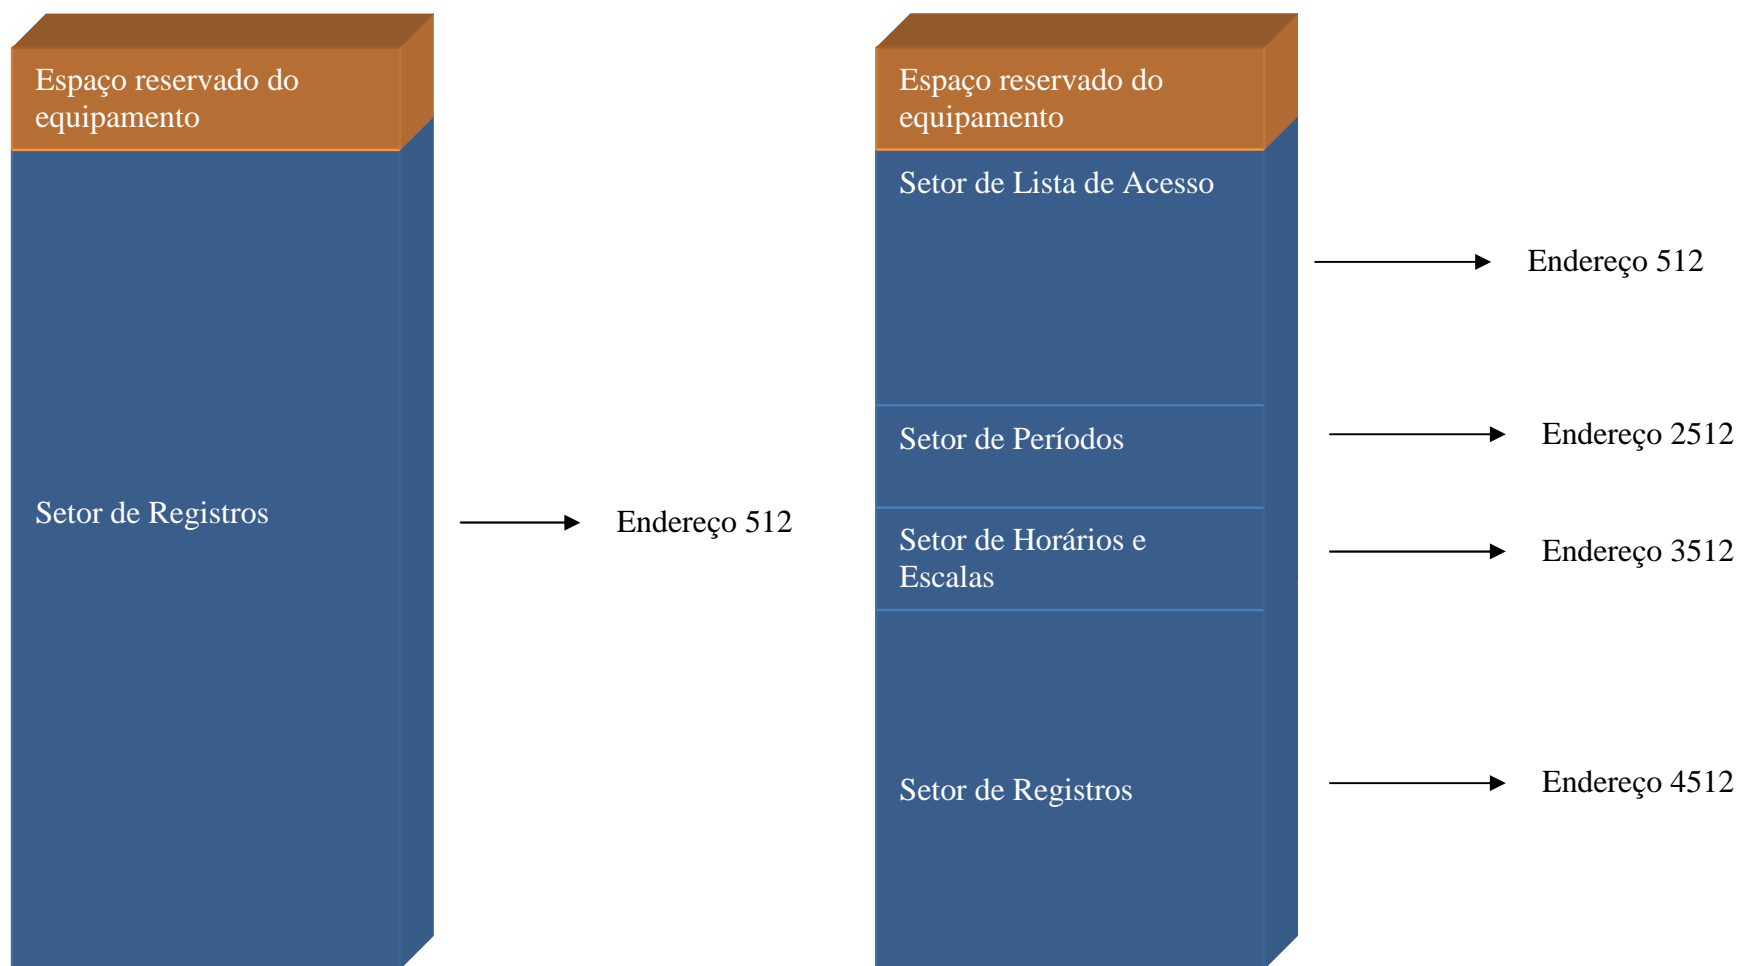 Espaço reservado do
equipamento
Setor de Registros
Endereço 512
Espaço reservado do
equipamento
Setor de Lista de Acesso
Endereço 512
Setor de Períodos
Endereço 2512
Setor de Horários e
Escalas
Endereço 3512
Setor de Registros
Endereço 4512